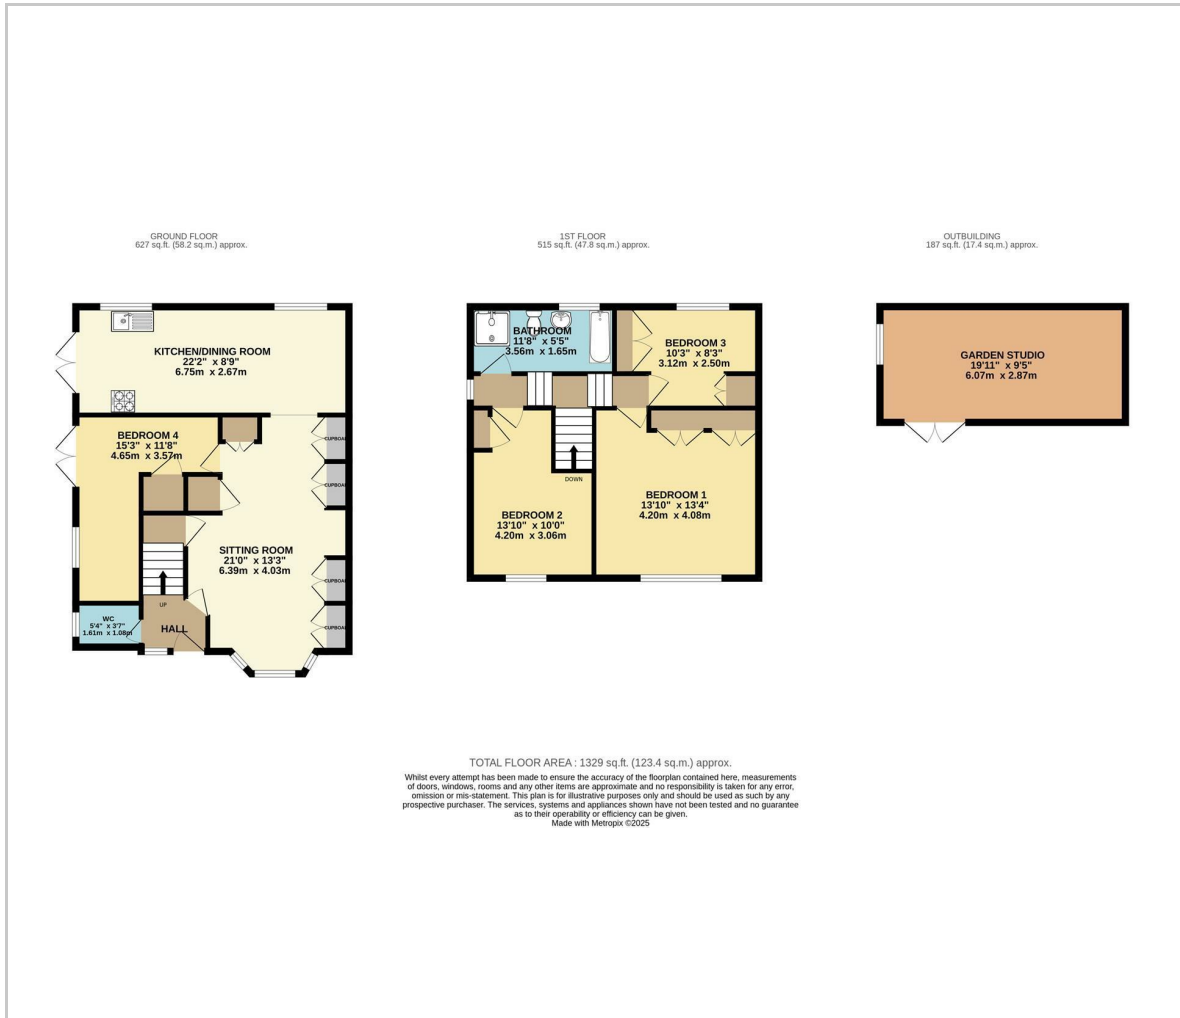 GROUND FLOOR
627 sq.ft. (58.2 sq.m.) approx.
KITCHEN/DINING ROOM
22'2" x 8'9"
6.75m x 2.67m
BEDROOM 4
15'3" x 11'8"
4.65m x 3.57m
CUPBOA
CUPBOA
SITTING ROOM
21'0" x 13'3"
6.39m x 4.03m
CUPBOA
CUPBOA
UP
WC
5'4" x 3'7"
1.61m x 1.08m
HALL
1ST FLOOR
515 sq.ft. (47.8 sq.m.) approx.
BATHROOM
11'8" x 5'5"
3.56m x 1.65m
BEDROOM 3
10'3" x 8'3"
3.12m x 2.50m
DOWN
BEDROOM 2
13'10" x 10'0"
4.20m x 3.06m
BEDROOM 1
13'10" x 13'4"
4.20m x 4.08m
OUTBUILDING
187 sq.ft. (17.4 sq.m.) approx.
GARDEN STUDIO
19'11" x 9'5"
6.07m x 2.87m
TOTAL FLOOR AREA : 1329 sq.ft. (123.4 sq.m.) approx.
Whilst every attempt has been made to ensure the accuracy of the floorplan contained here, measurements
of doors, windows, rooms and any other items are approximate and no responsibility is taken for any error,
omission or mis-statement. This plan is for illustrative purposes only and should be used as such by any
prospective purchaser. The services, systems and appliances shown have not been tested and no guarantee
as to their operability or efficiency can be given.
Made with Metropix ©2025